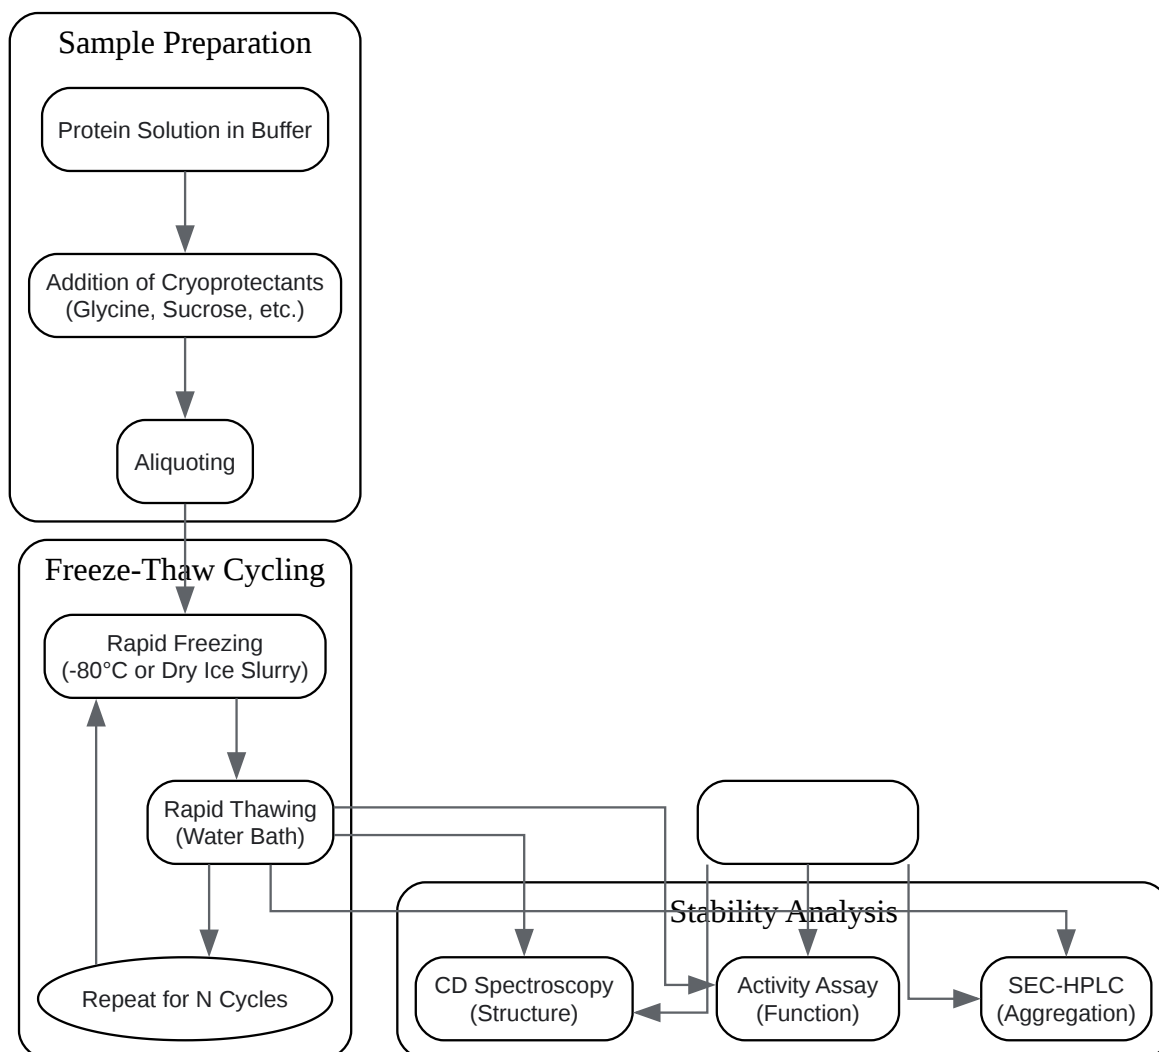 Sample Preparation
Protein Solution in Buffer
Addition of Cryoprotectants
(Glycine, Sucrose, etc.)
Aliquoting
Freeze-Thaw Cycling
Rapid Freezing
(-80°C or Dry Ice Slurry)
Rapid Thawing
(Water Bath)
Repeat for N Cycles
Stability Analysis
CD Spectroscopy
(Structure)
Activity Assay
(Function)
SEC-HPLC
(Aggregation)